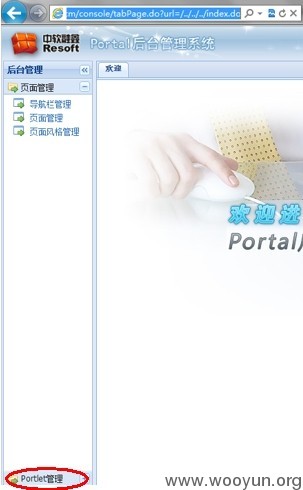 zm/console/tabPage.do?url=/../../../index.do
中软融鑫
Resoft
Portal后台管理系统
后台管理
欢迎
页面管理
导航栏管理
页面管理
页面风格管理
欢迎进
Portal
Portlet管理
www.wooyun.org